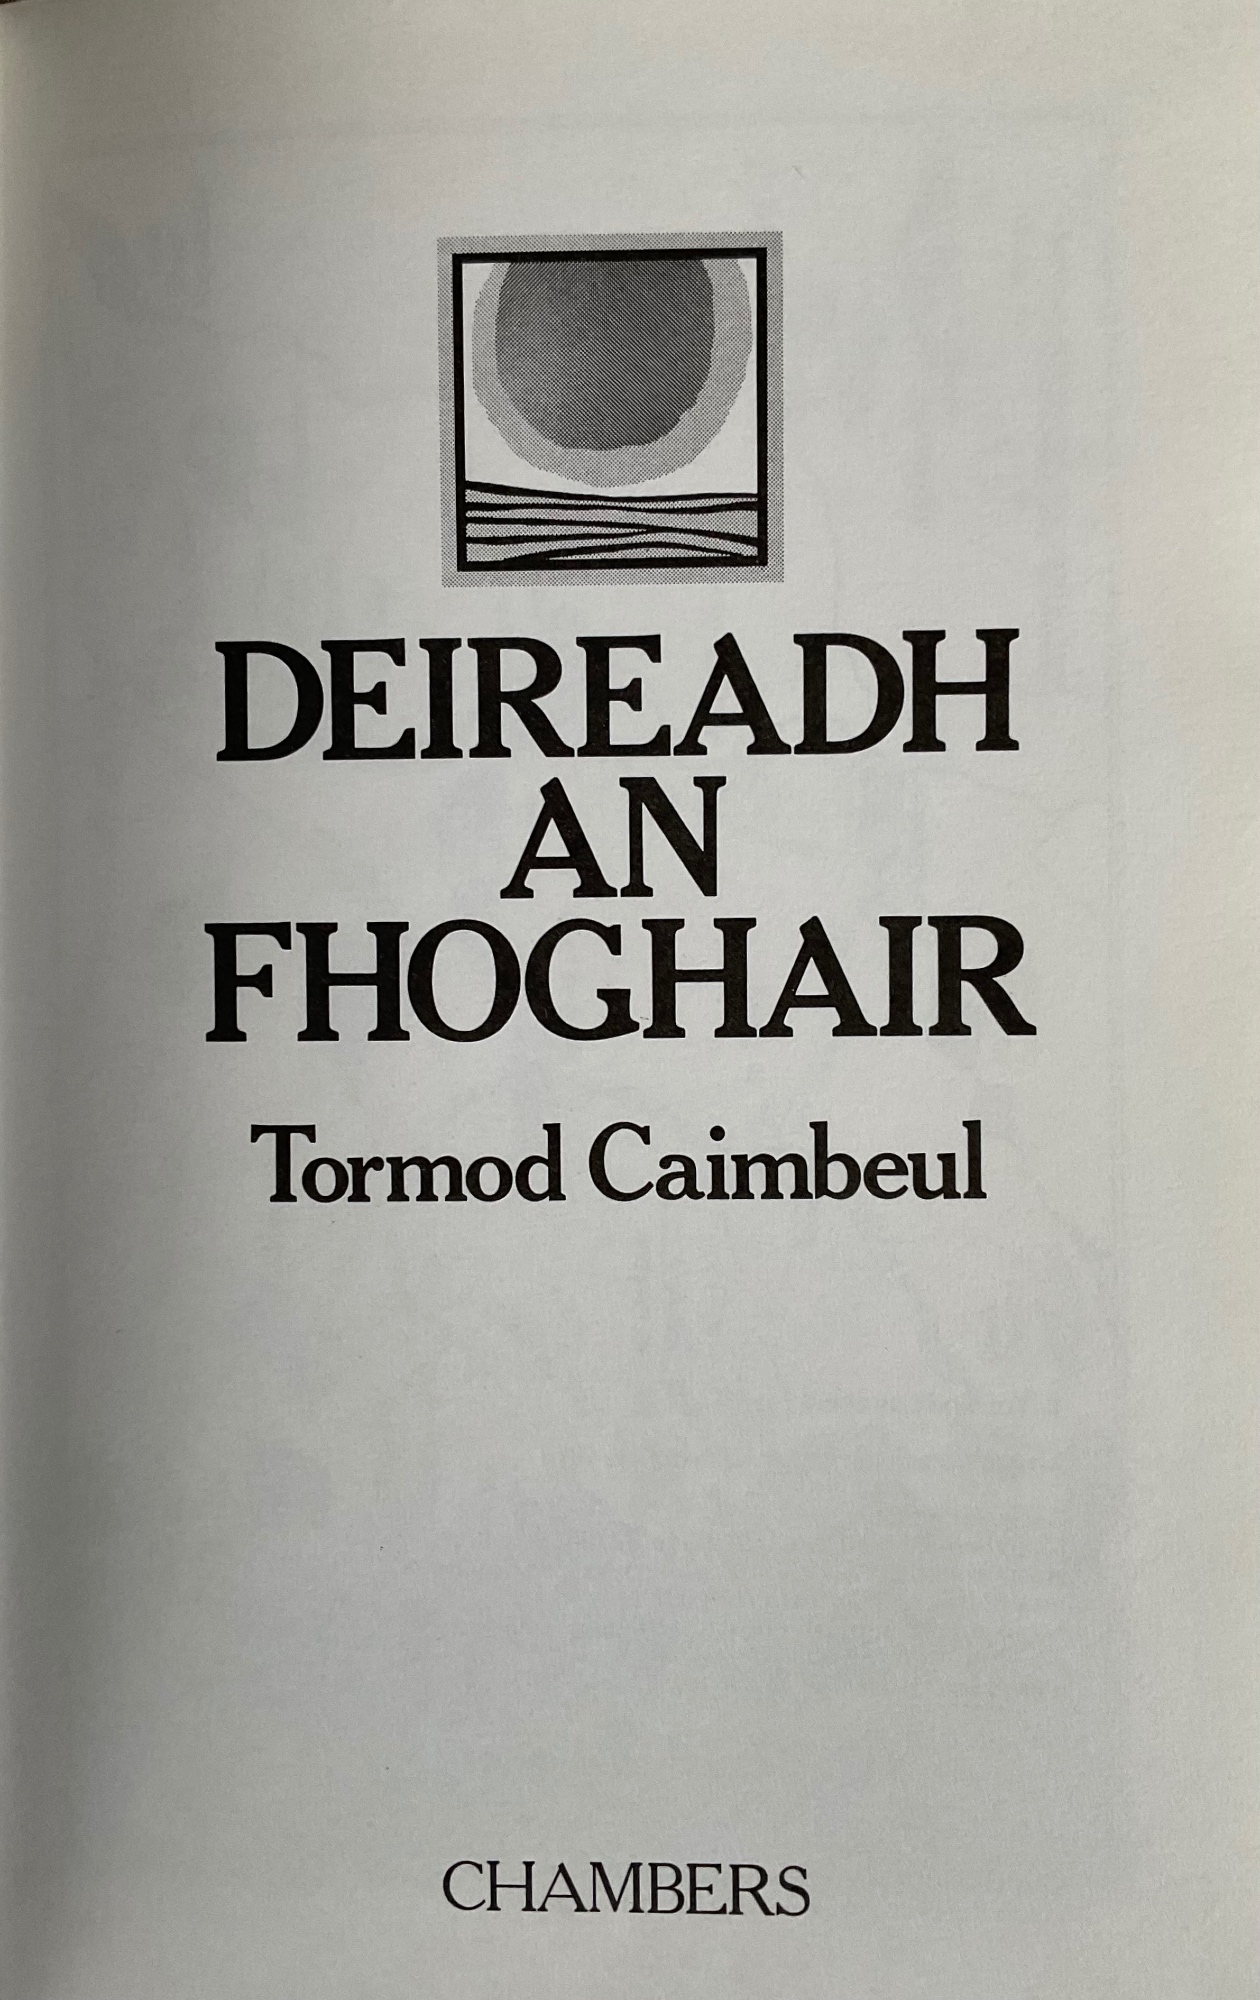 DEIREADH
AN
FHOGHAIR
Tormod Caimbeul
CHAMBERS